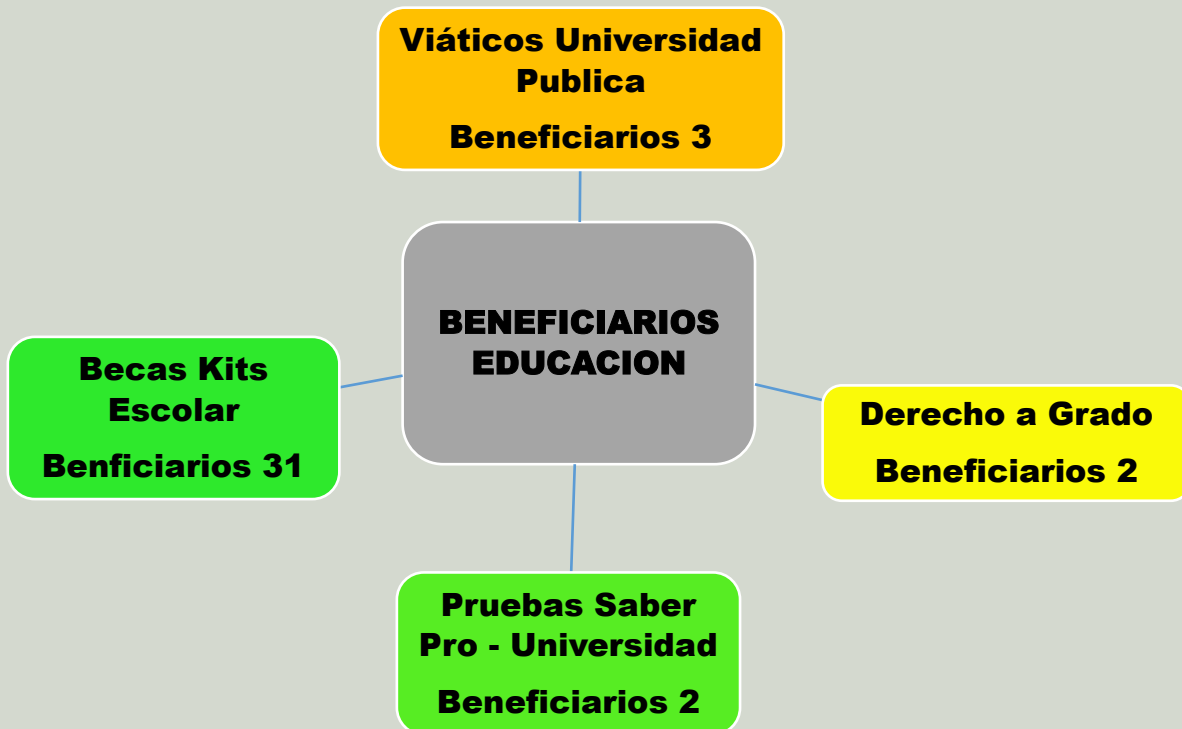 Viáticos Universidad
Publica
Beneficiarios 3
BENEFICIARIOS
EDUCACION
Becas Kits
Escolar
Benficiarios 31
Derecho a Grado
Beneficiarios 2
Pruebas Saber
Pro - Universidad
Beneficiarios 2